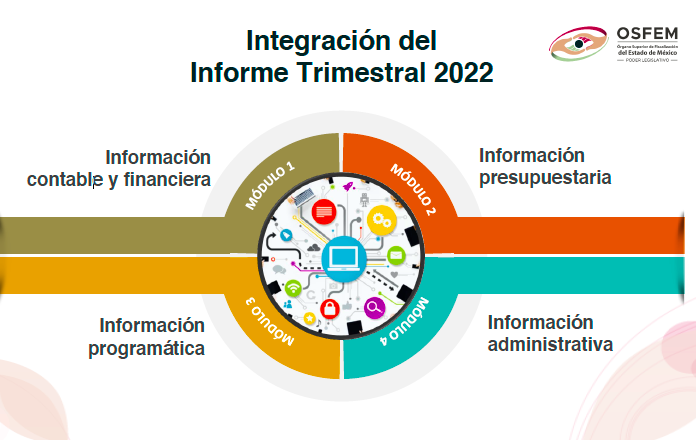 Integración del
Informe Trimestral 2022
OSFEM
Órgano Superior de Fiscalización
del Estado de México
PODER LEGISLATIVO
Información
contable y financiera
MÓDULO 1
MÓDULO 2
Información
presupuestaria
Información
programática
MÓDULO 3
MÓDULO 4
Información
administrativa